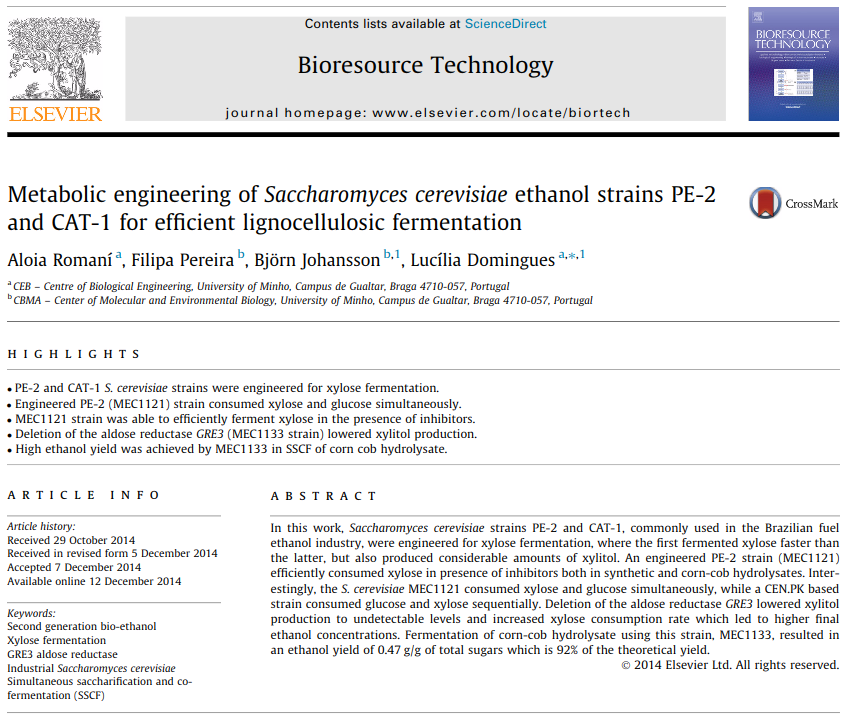 Contents lists available at ScienceDirect
Bioresource Technology
journal homepage: www.elsevier.com/locate/biortech
ELSEVIER
BIORESOURCE
TECHNOLOGY
Metabolic engineering of Saccharomyces cerevisiae ethanol strains PE-2
and CAT-1 for efficient lignocellulosic fermentation
CrossMark
Aloia Romaní a, Filipa Pereira b, Björn Johansson b,1, Lucília Domingues a,*,1
a CEB – Centre of Biological Engineering, University of Minho, Campus de Gualtar, Braga 4710-057, Portugal
b CBMA – Center of Molecular and Environmental Biology, University of Minho, Campus de Gualtar, Braga 4710-057, Portugal
HIGHLIGHTS
• PE-2 and CAT-1 S. cerevisiae strains were engineered for xylose fermentation.
• Engineered PE-2 (MEC1121) strain consumed xylose and glucose simultaneously.
• MEC1121 strain was able to efficiently ferment xylose in the presence of inhibitors.
• Deletion of the aldose reductase GRE3 (MEC1133 strain) lowered xylitol production.
• High ethanol yield was achieved by MEC1133 in SSCF of corn cob hydrolysate.
ARTICLE INFO
Article history:
Received 29 October 2014
Received in revised form 5 December 2014
Accepted 7 December 2014
Available online 12 December 2014
Keywords:
Second generation bio-ethanol
Xylose fermentation
GRE3 aldose reductase
Industrial Saccharomyces cerevisiae
Simultaneous saccharification and co-
fermentation (SSCF)
ABSTRACT
In this work, Saccharomyces cerevisiae strains PE-2 and CAT-1, commonly used in the Brazilian fuel
ethanol industry, were engineered for xylose fermentation, where the first fermented xylose faster than
the latter, but also produced considerable amounts of xylitol. An engineered PE-2 strain (MEC1121)
efficiently consumed xylose in presence of inhibitors both in synthetic and corn-cob hydrolysates. Inter-
estingly, the S. cerevisiae MEC1121 consumed xylose and glucose simultaneously, while a CEN.PK based
strain consumed glucose and xylose sequentially. Deletion of the aldose reductase GRE3 lowered xylitol
production to undetectable levels and increased xylose consumption rate which led to higher final
ethanol concentrations. Fermentation of corn-cob hydrolysate using this strain, MEC1133, resulted in
an ethanol yield of 0.47 g/g of total sugars which is 92% of the theoretical yield.
© 2014 Elsevier Ltd. All rights reserved.